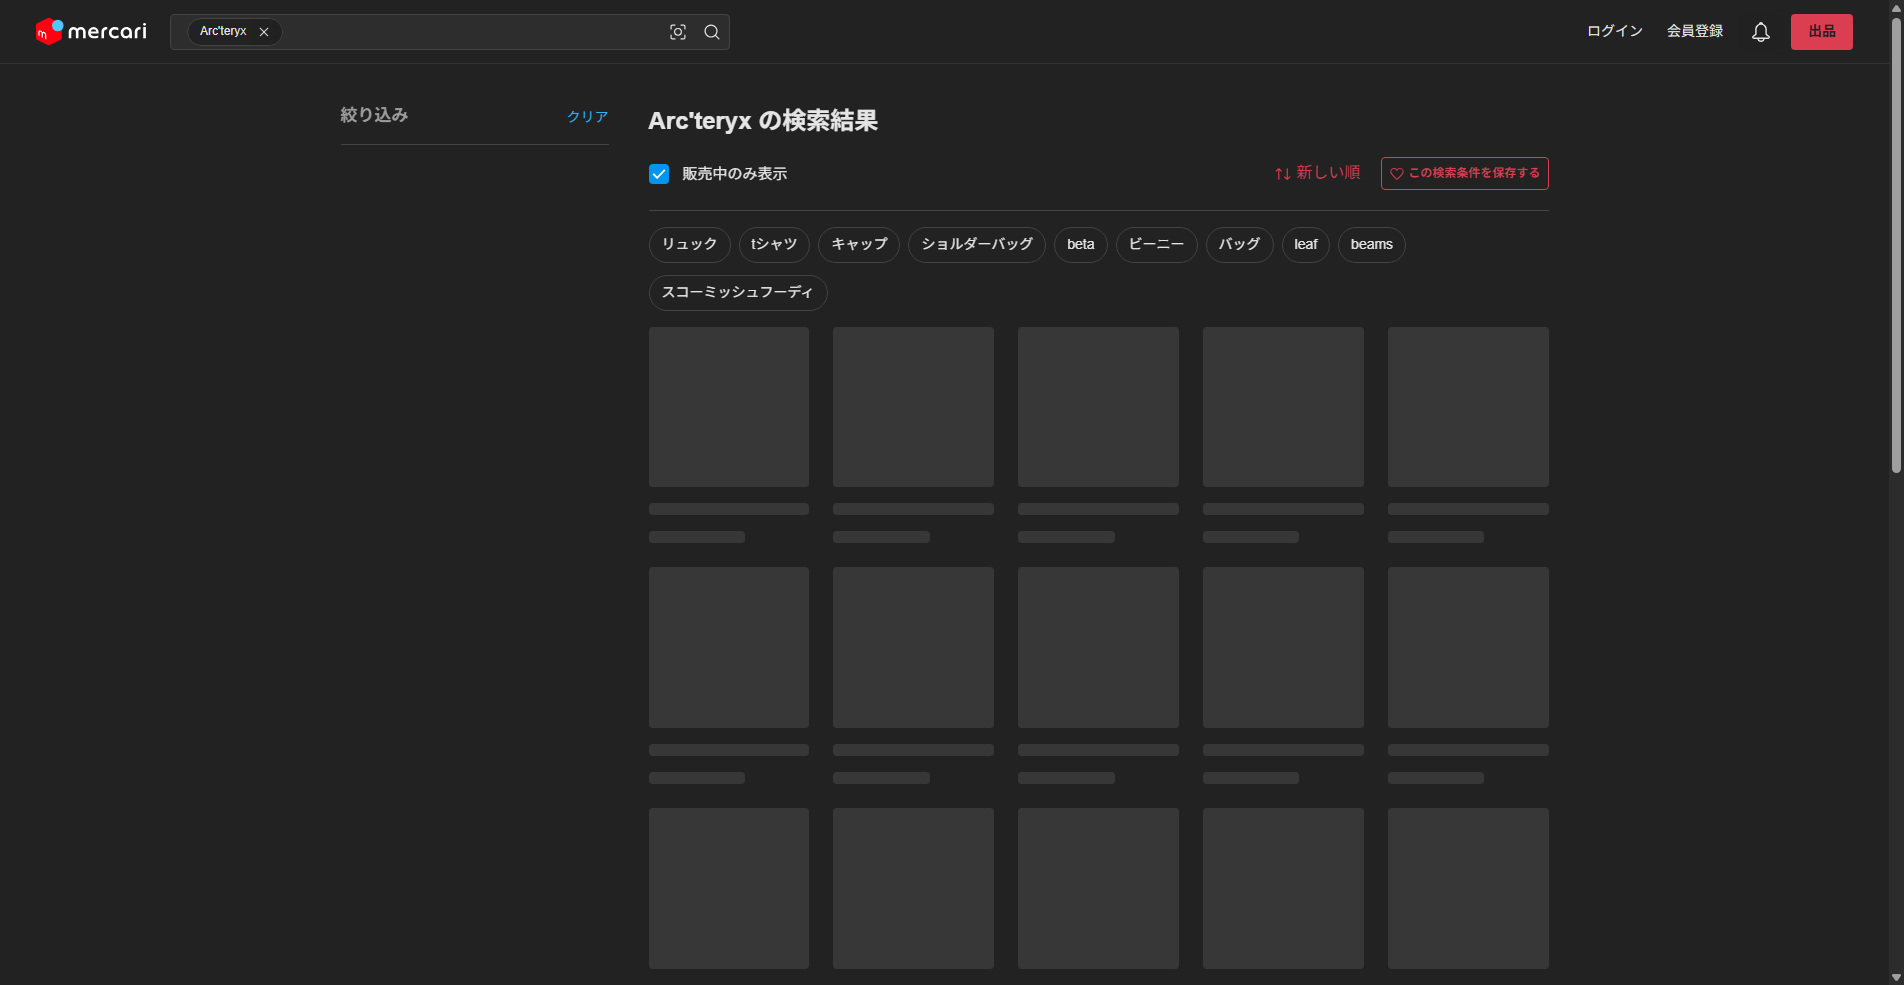 mercari
Arc'teryx
ログイン
会員登録
出品
絞り込み
クリア
Arc'teryx の検索結果
販売中のみ表示
新しい順
この検索条件を保存する
リュック
tシャツ
キャップ
ショルダーバッグ
beta
ビーニー
バッグ
leaf
beams
スコーミッシュフーディ